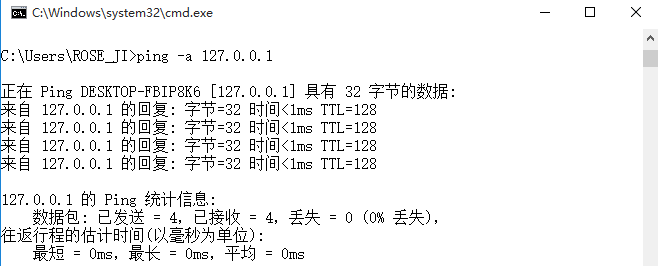 C:\Windows\system32\cmd.exe
C:\Users\ROSE_JI>ping -a 127.0.0.1
正在 Ping DESKTOP-FBIP8K6 [127.0.0.1] 具有 32 字节的数据:
来自 127.0.0.1 的回复: 字节=32 时间<1ms TTL=128
来自 127.0.0.1 的回复: 字节=32 时间<1ms TTL=128
来自 127.0.0.1 的回复: 字节=32 时间<1ms TTL=128
来自 127.0.0.1 的回复: 字节=32 时间<1ms TTL=128
127.0.0.1 的 Ping 统计信息:
数据包: 已发送 = 4，已接收 = 4，丢失 = 0 (0% 丢失)，
往返行程的估计时间(以毫秒为单位):
最短 = 0ms，最长 = 0ms，平均 = 0ms